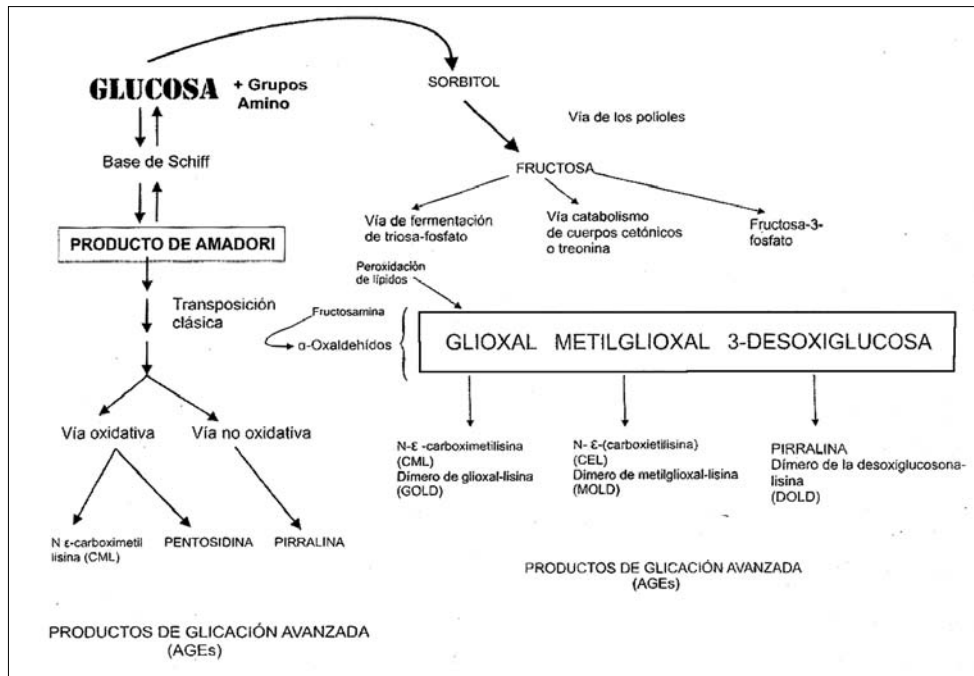 GLUCOSA + Grupos
Amino
SORBITOL
Vía de los polioles
Base de Schiff
FRUCTOSA
Vía de fermentación
de triosa-fosfato
Vía catabolismo
de cuerpos cetónicos
o treonina
Fructosa-3-
fosfato
PRODUCTO DE AMADORI
Peroxidación
de lípidos
Transposición
clásica
Fructosamina
α-Oxaldehídos
GLIOXAL METILGLIOXAL 3-DESOXIGLUCOSA
Vía oxidativa
Vía no oxidativa
N-ε -carboximetilisina
(CML)
Dímero de glioxal-lisina
(GOLD)
N- ε-(carboxietilisina)
(CEL)
Dímero de metilglioxal-lisina
(MOLD)
PIRRALINA
Dímero de la desoxiglucosona-
lisina
(DOLD)
N ε-carboximetil
lisina (CML)
PENTOSIDINA
PIRRALINA
PRODUCTOS DE GLICACIÓN AVANZADA
(AGEs)
PRODUCTOS DE GLICACIÓN AVANZADA
(AGEs)